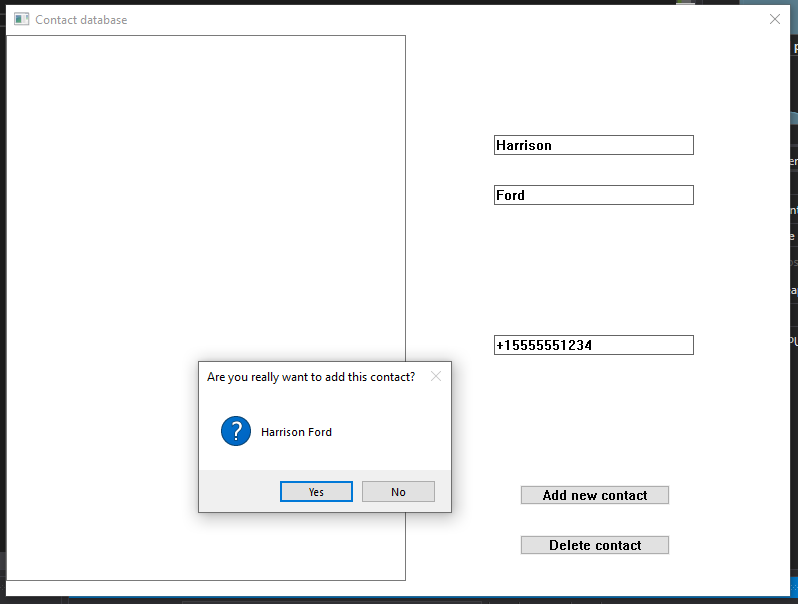 Contact database
Harrison
Ford
+15555551234
Are you really want to add this contact?
Harrison Ford
Yes
No
Add new contact
Delete contact